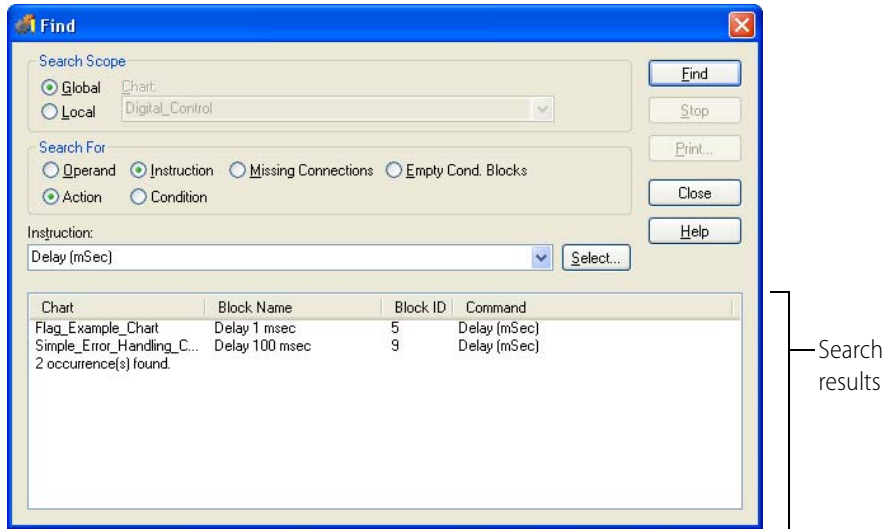 Find
Search Scope
Global
Chart:
Local
Digital_Control
Find
Stop
Print...
Close
Help
Search For
Operand
Instruction
Missing Connections
Empty Cond. Blocks
Action
Condition
Instruction:
Delay (mSec)
Select...
Chart Block Name Block ID Command
Flag_Example_Chart Delay 1 msec 5 Delay (mSec)
Simple_Error_Handling_C... Delay 100 msec 9 Delay (mSec)
2 occurrence(s) found.
Search
results